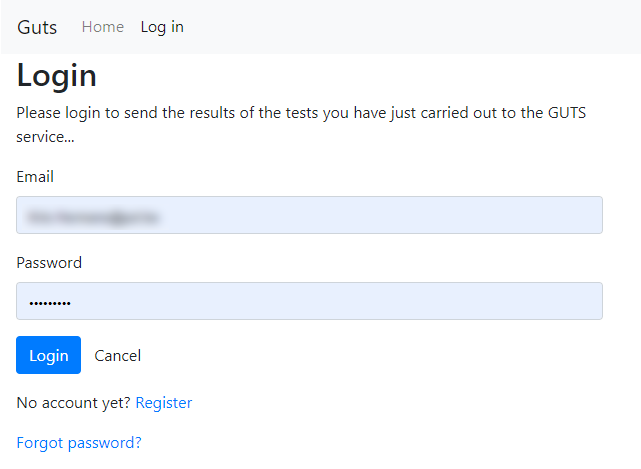 Guts Home Log in
Login
Please login to send the results of the tests you have just carried out to the GUTS
service...
Email
Password
•••••••••
Login Cancel
No account yet? Register
Forgot password?